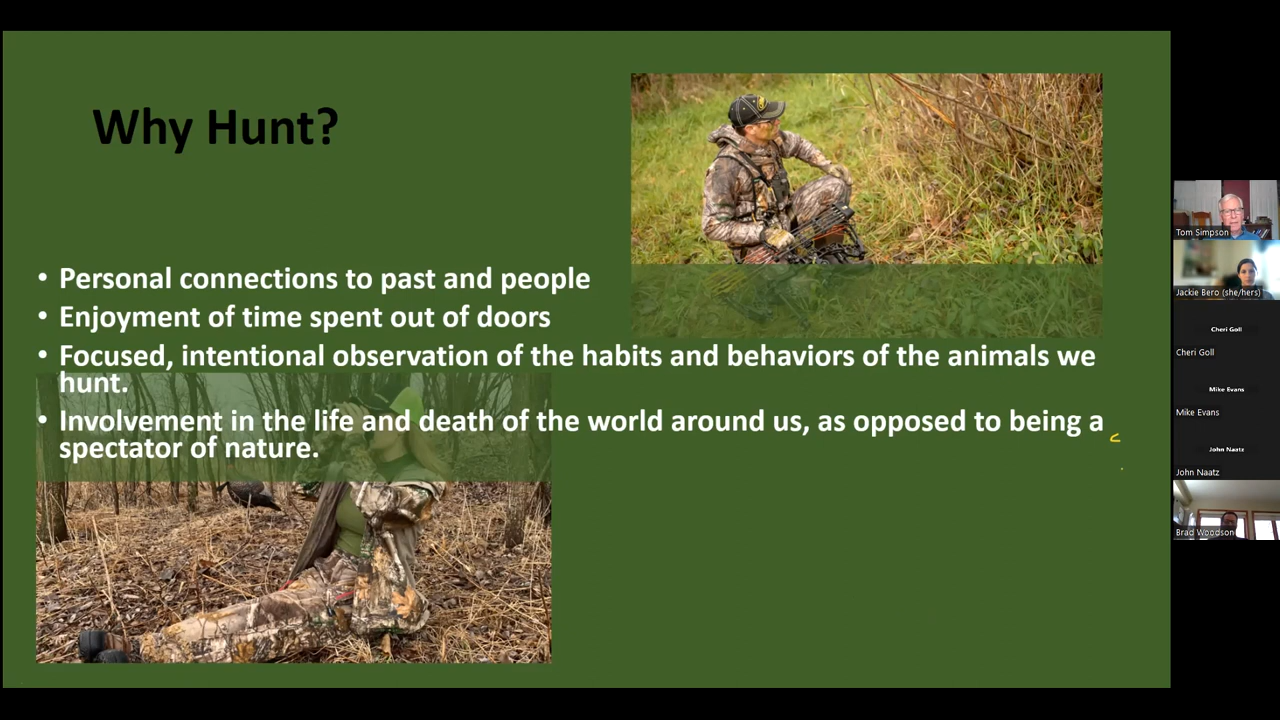 Why Hunt?
• Personal connections to past and people
• Enjoyment of time spent out of doors
• Focused, intentional observation of the habits and behaviors of the animals we
hunt.
• Involvement in the life and death of the world around us, as opposed to being a
spectator of nature.
Tom Simpson
Jackie Bero (she/hers)
Cheri Goll
Cheri Goll
Mike Evans
Mike Evans
John Naatz
John Naatz
Brad Woodson